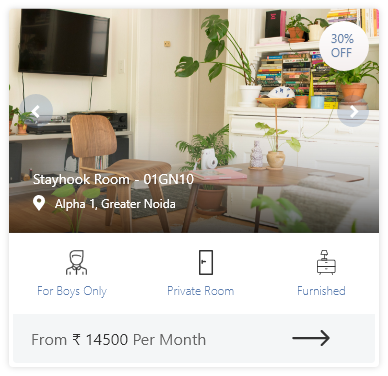 30%
OFF
Stayhook Room - 01GN10
Alpha 1, Greater Noida
For Boys Only
Private Room
Furnished
From ₹ 14500 Per Month